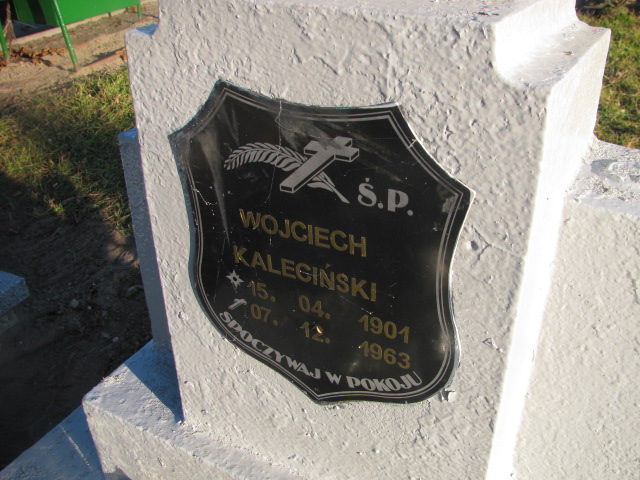 Ś.P.
WOJCIECH
KALECIŃSKI
15. 04. 1901
07. 12. 1963
SPOCZYWAJ W POKOJU